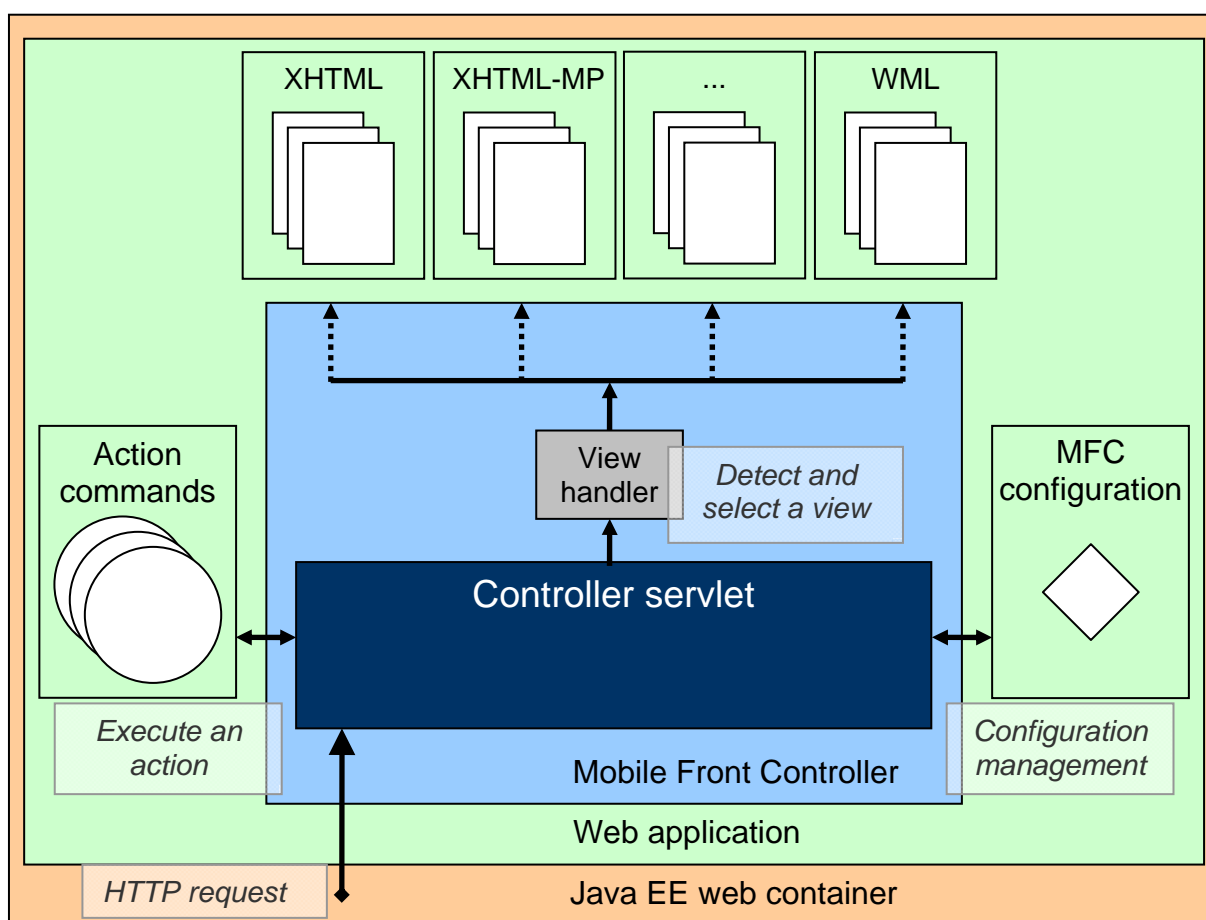 XHTML
XHTML-MP
...
WML
Action
commands
View
handler
Detect and
select a view
MFC
configuration
Controller servlet
Execute an
action
Configuration
management
Mobile Front Controller
Web application
HTTP request
Java EE web container